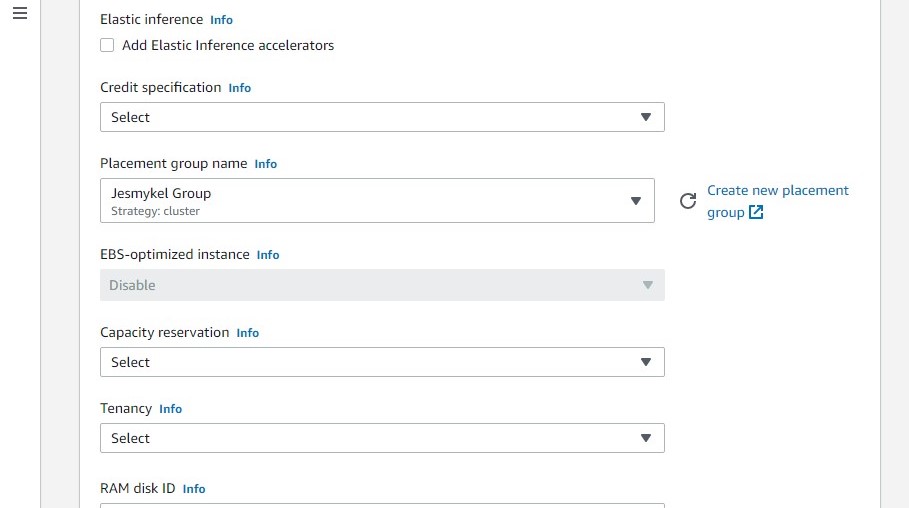 Elastic inference Info
Add Elastic Inference accelerators
Credit specification Info
Select
Placement group name Info
Jesmykel Group
Strategy: cluster
Create new placement
group
EBS-optimized instance Info
Disable
Capacity reservation Info
Select
Tenancy Info
Select
RAM disk ID Info